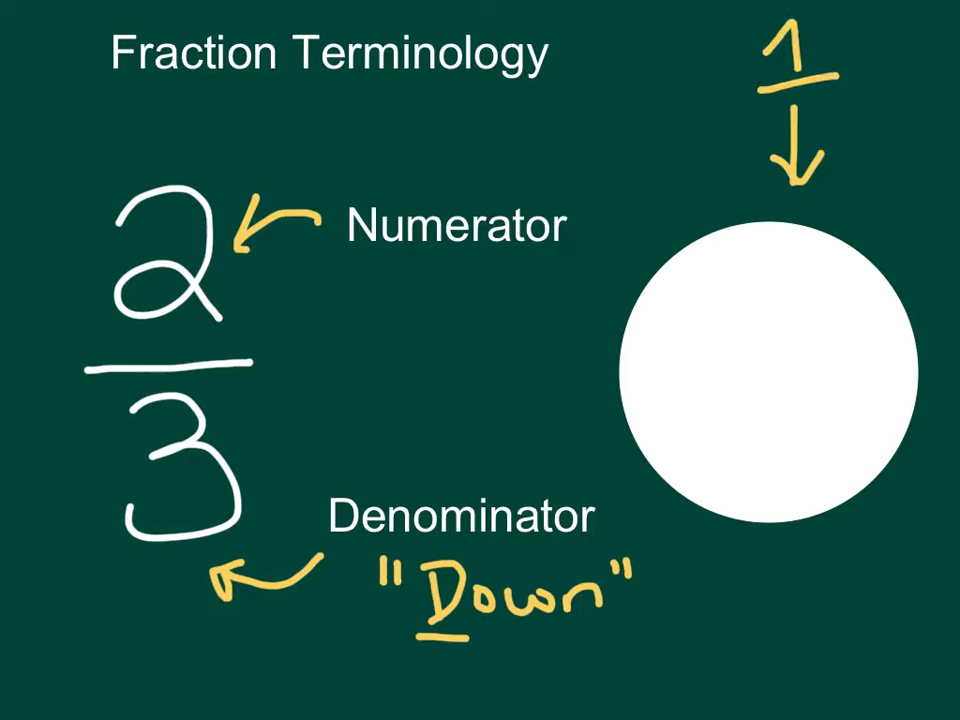 Fraction Terminology
1
2
Numerator
3
Denominator
"Down"